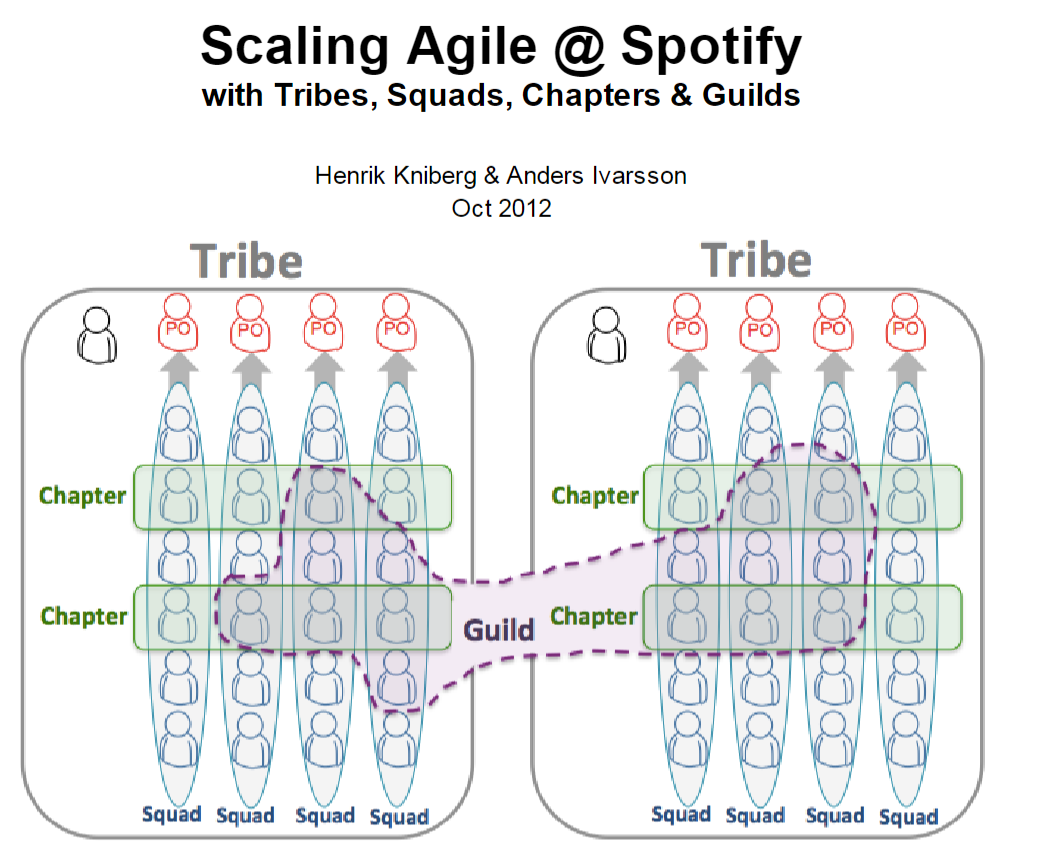 Scaling Agile @ Spotify
with Tribes, Squads, Chapters & Guilds
Henrik Kniberg & Anders Ivarsson
Oct 2012
Tribe Tribe
PO PO PO PO PO PO PO PO
Chapter Chapter
Chapter Guild Chapter
Squad Squad Squad Squad Squad Squad Squad Squad